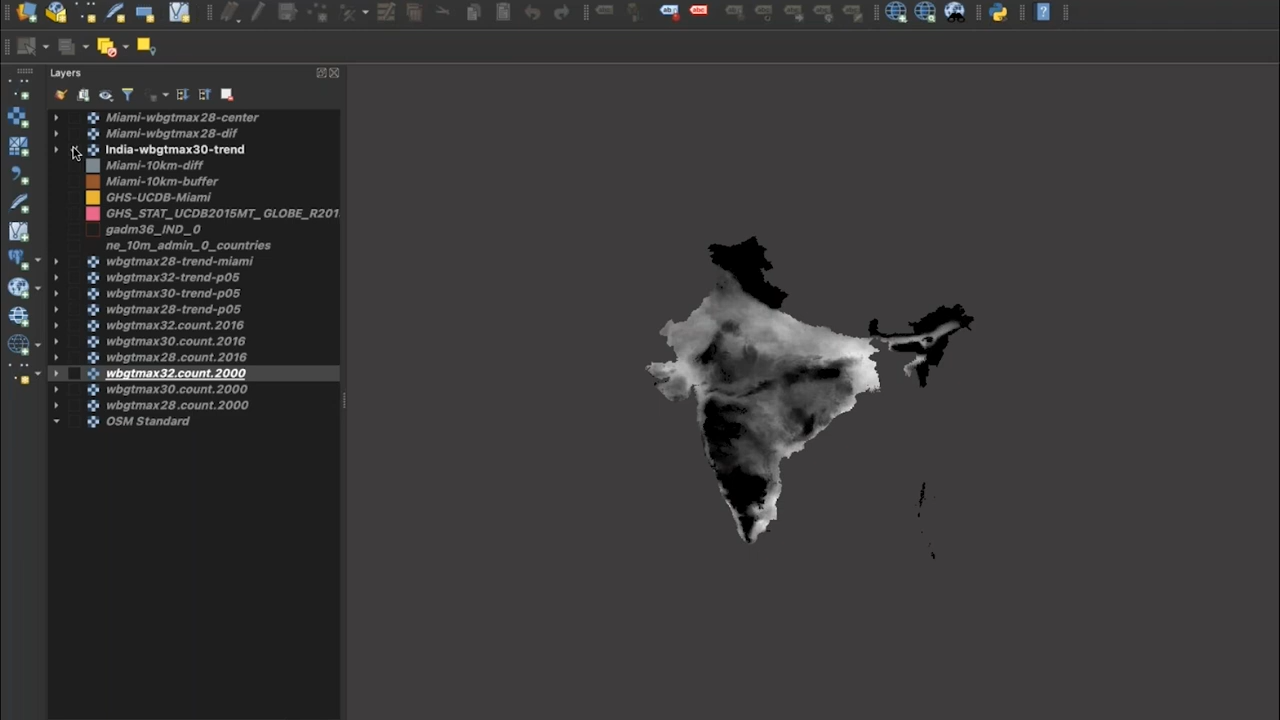 ab
abc
?
Layers
Miami-wbgtmax28-center
Miami-wbgtmax28-dif
India-wbgtmax30-trend
Miami-10km-diff
Miami-10km-buffer
GHS-UCDB-Miami
GHS_STAT_UCDB2015MT_GLOBE_R201
gadm36_IND_0
ne_10m_admin_0_countries
wbgtmax28-trend-miami
wbgtmax32-trend-p05
wbgtmax30-trend-p05
wbgtmax28-trend-p05
wbgtmax32.count.2016
wbgtmax30.count.2016
wbgtmax28.count.2016
wbgtmax32.count.2000
wbgtmax30.count.2000
wbgtmax28.count.2000
OSM Standard